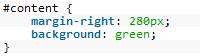 #content {
    margin-right: 280px;
    background: green;
}